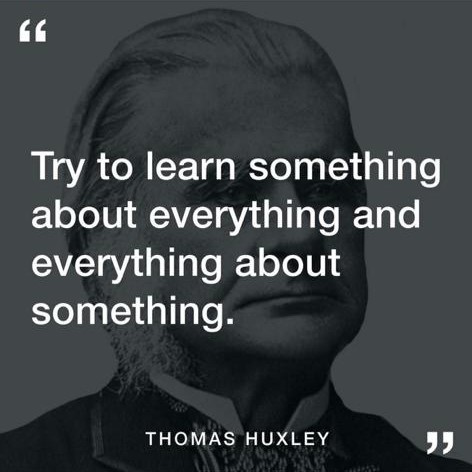 “
Try to learn something
about everything and
everything about
something.
THOMAS HUXLEY
”